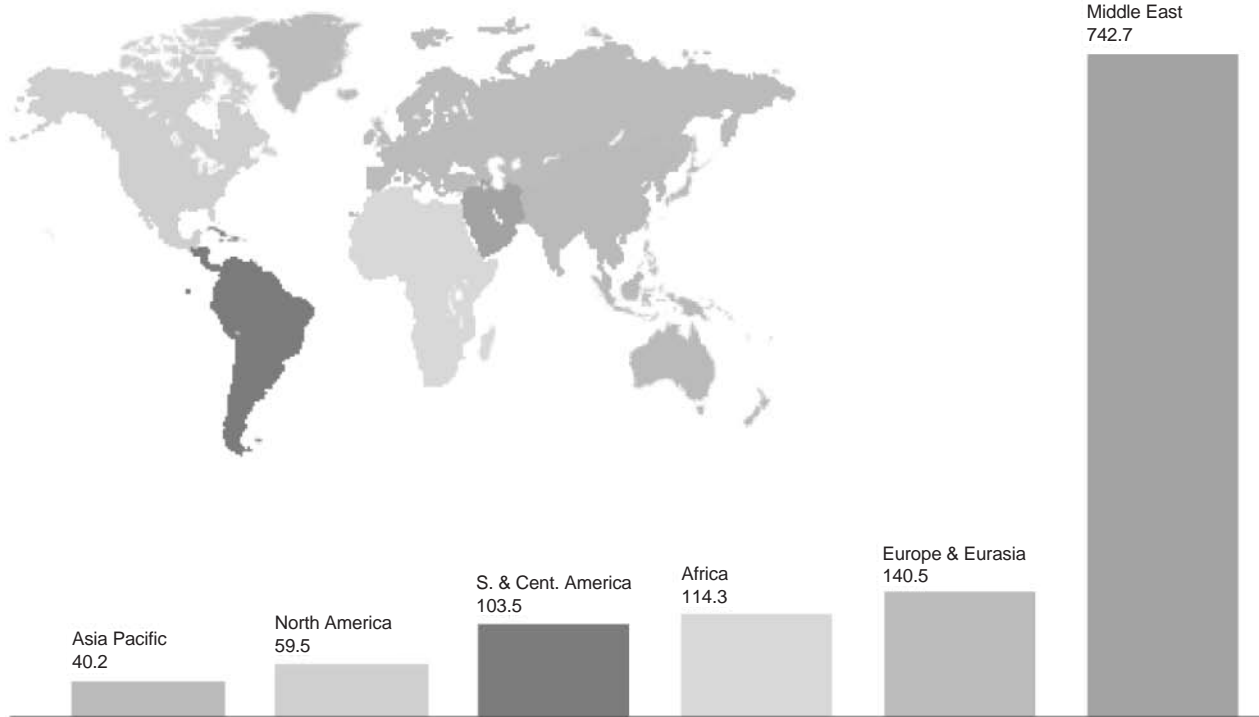 Middle East
742.7
Europe & Eurasia
140.5
Africa
114.3
S. & Cent. America
103.5
North America
59.5
Asia Pacific
40.2